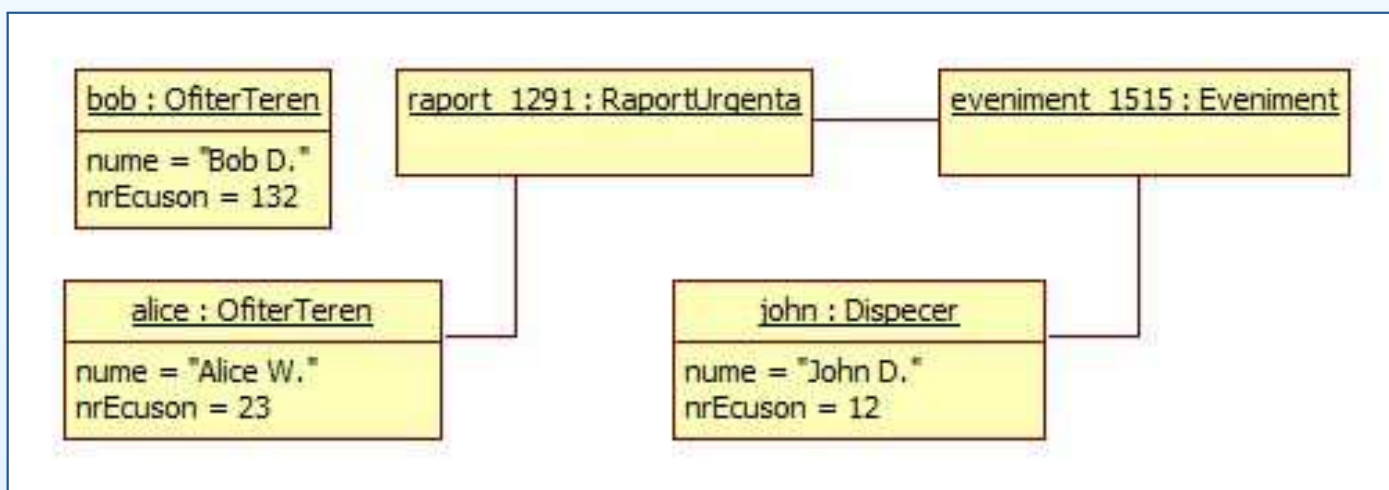 bob : OfiterTeren
nume = "Bob D."
nrEcuson = 132
raport_1291 : RaportUrgenta
eveniment_1515 : Eveniment
alice : OfiterTeren
nume = "Alice W."
nrEcuson = 23
john : Dispecer
nume = "John D."
nrEcuson = 12